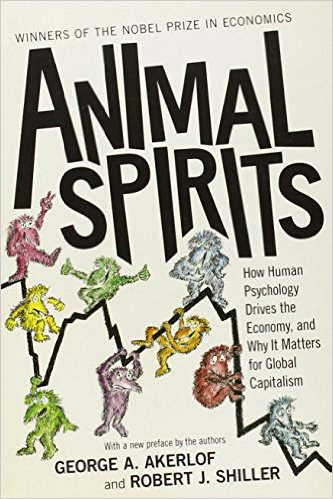 WINNERS OF THE NOBEL PRIZE IN ECONOMICS
ANIMAL
SPIRITS
How Human
Psychology
Drives the
Economy, and
Why It Matters
for Global
Capitalism
With a new preface by the authors
GEORGE A. AKERLOF
and ROBERT J. SHILLER